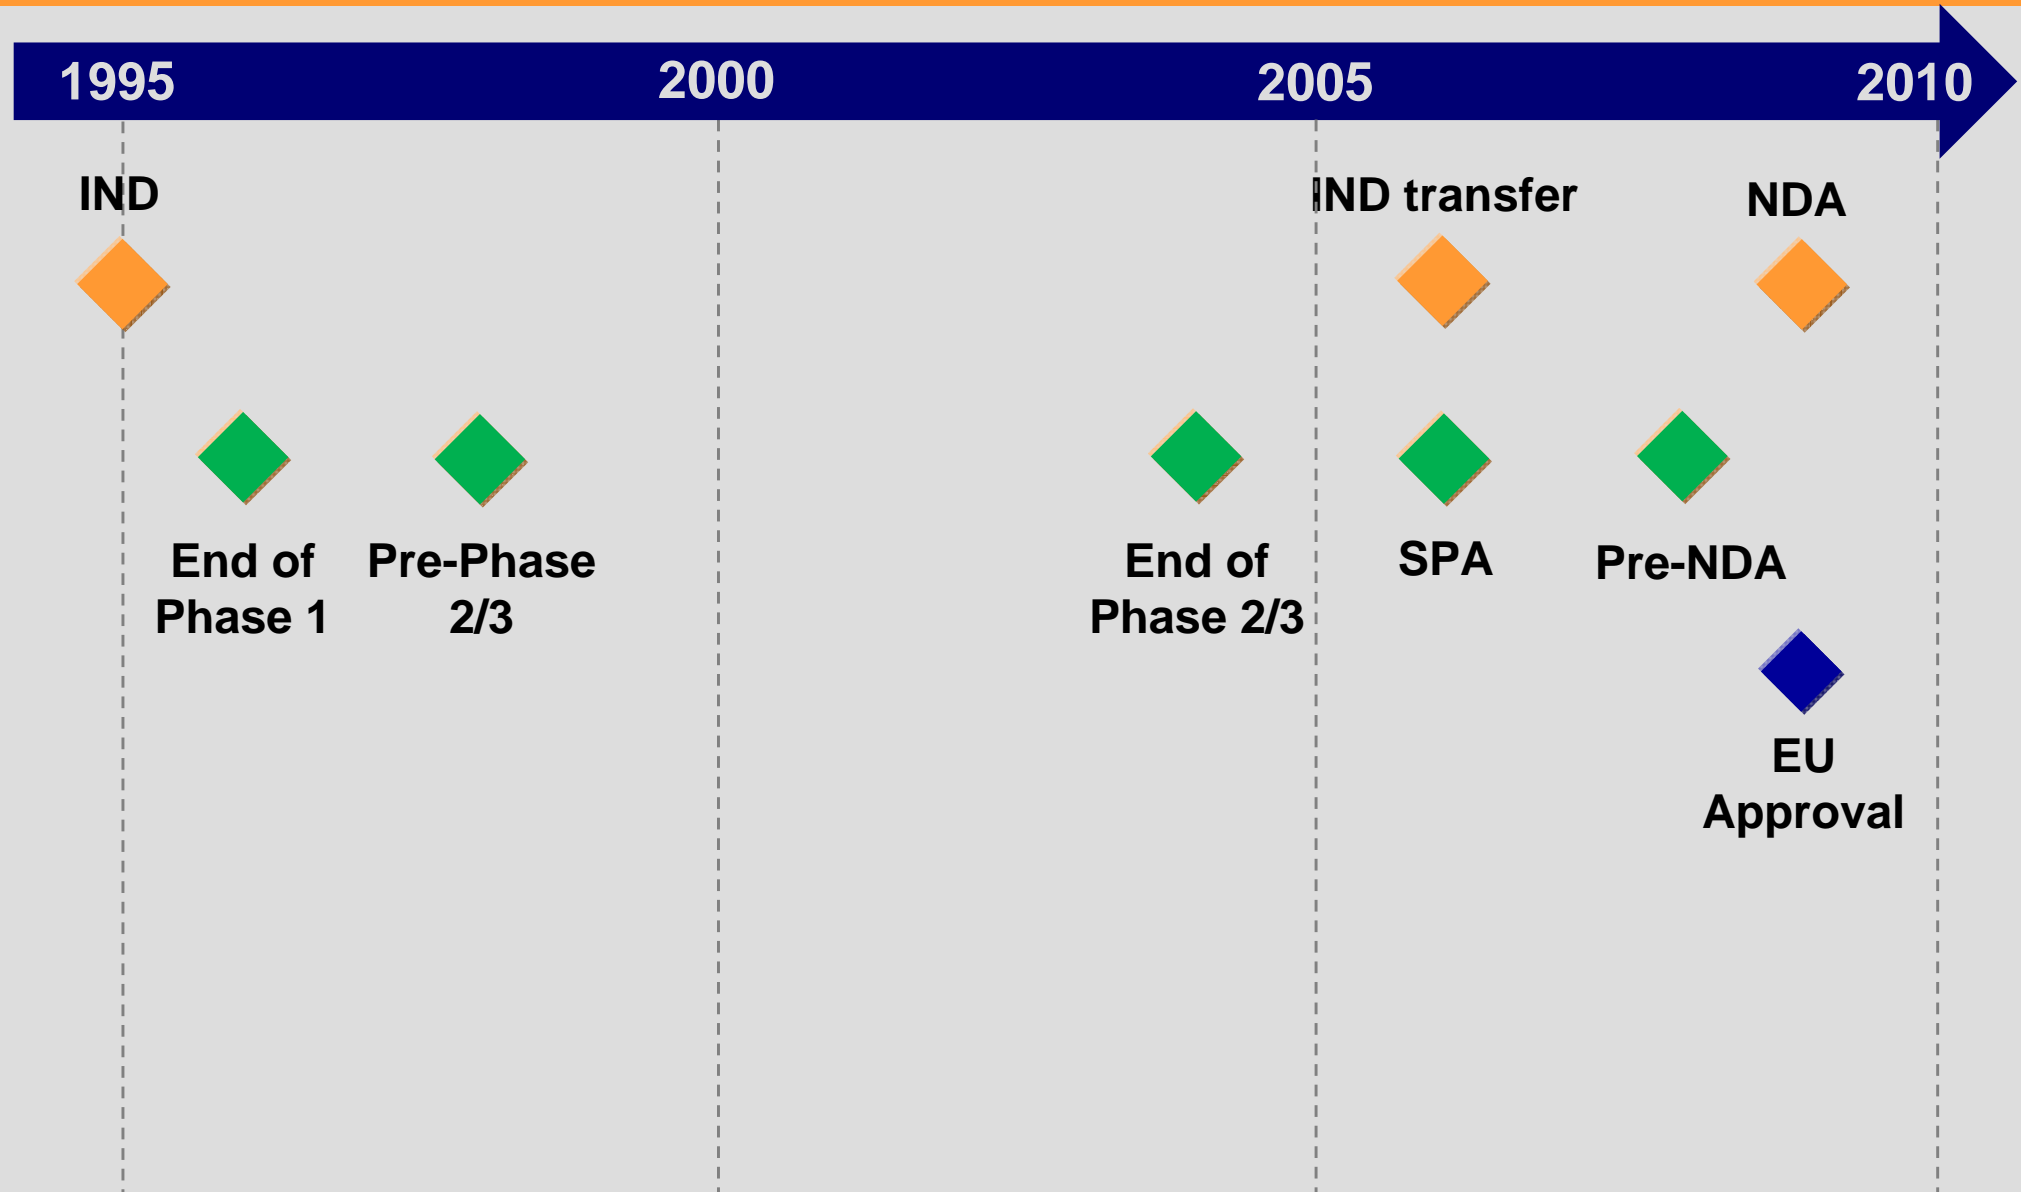 1995 2000 2005 2010
IND
IND transfer
NDA
End of
Phase 1
Pre-Phase
2/3
End of
Phase 2/3
SPA
Pre-NDA
EU
Approval